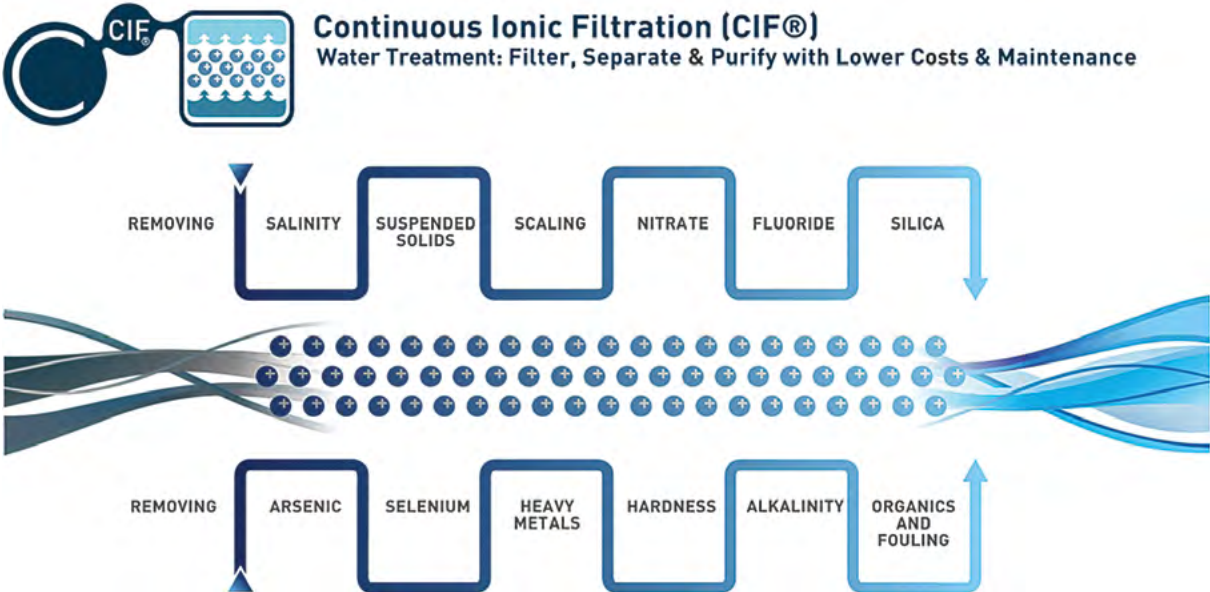 CIF®
Continuous Ionic Filtration (CIF®)
Water Treatment: Filter, Separate & Purify with Lower Costs & Maintenance
REMOVING
SALINITY
SUSPENDED
SOLIDS
SCALING
NITRATE
FLUORIDE
SILICA
REMOVING
ARSENIC
SELENIUM
HEAVY
METALS
HARDNESS
ALKALINITY
ORGANICS
AND
FOULING